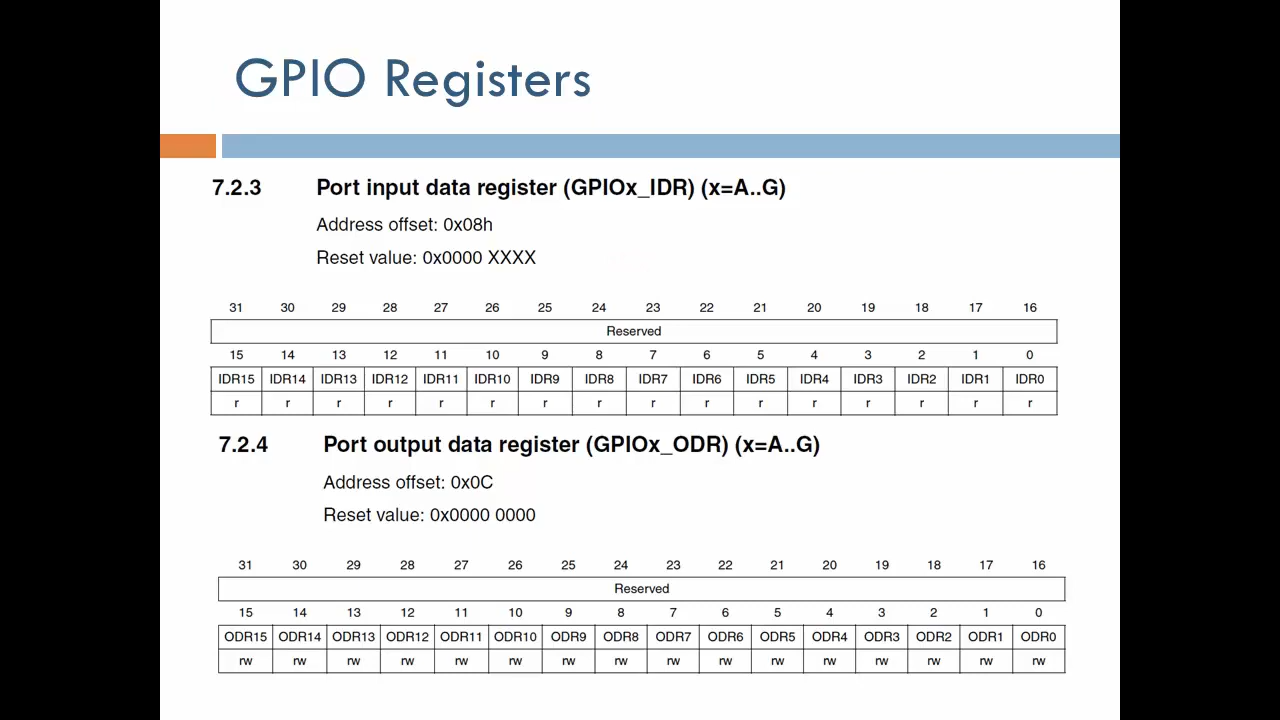 GPIO Registers
7.2.3 Port input data register (GPIOx_IDR) (x=A..G)
Address offset: 0x08h
Reset value: 0x0000 XXXX
31 30 29 28 27 26 25 24 23 22 21 20 19 18 17 16
Reserved
15 14 13 12 11 10 9 8 7 6 5 4 3 2 1 0
IDR15 IDR14 IDR13 IDR12 IDR11 IDR10 IDR9 IDR8 IDR7 IDR6 IDR5 IDR4 IDR3 IDR2 IDR1 IDR0
r r r r r r r r r r r r r r r r
7.2.4 Port output data register (GPIOx_ODR) (x=A..G)
Address offset: 0x0C
Reset value: 0x0000 0000
31 30 29 28 27 26 25 24 23 22 21 20 19 18 17 16
Reserved
15 14 13 12 11 10 9 8 7 6 5 4 3 2 1 0
ODR15 ODR14 ODR13 ODR12 ODR11 ODR10 ODR9 ODR8 ODR7 ODR6 ODR5 ODR4 ODR3 ODR2 ODR1 ODR0
rw rw rw rw rw rw rw rw rw rw rw rw rw rw rw rw